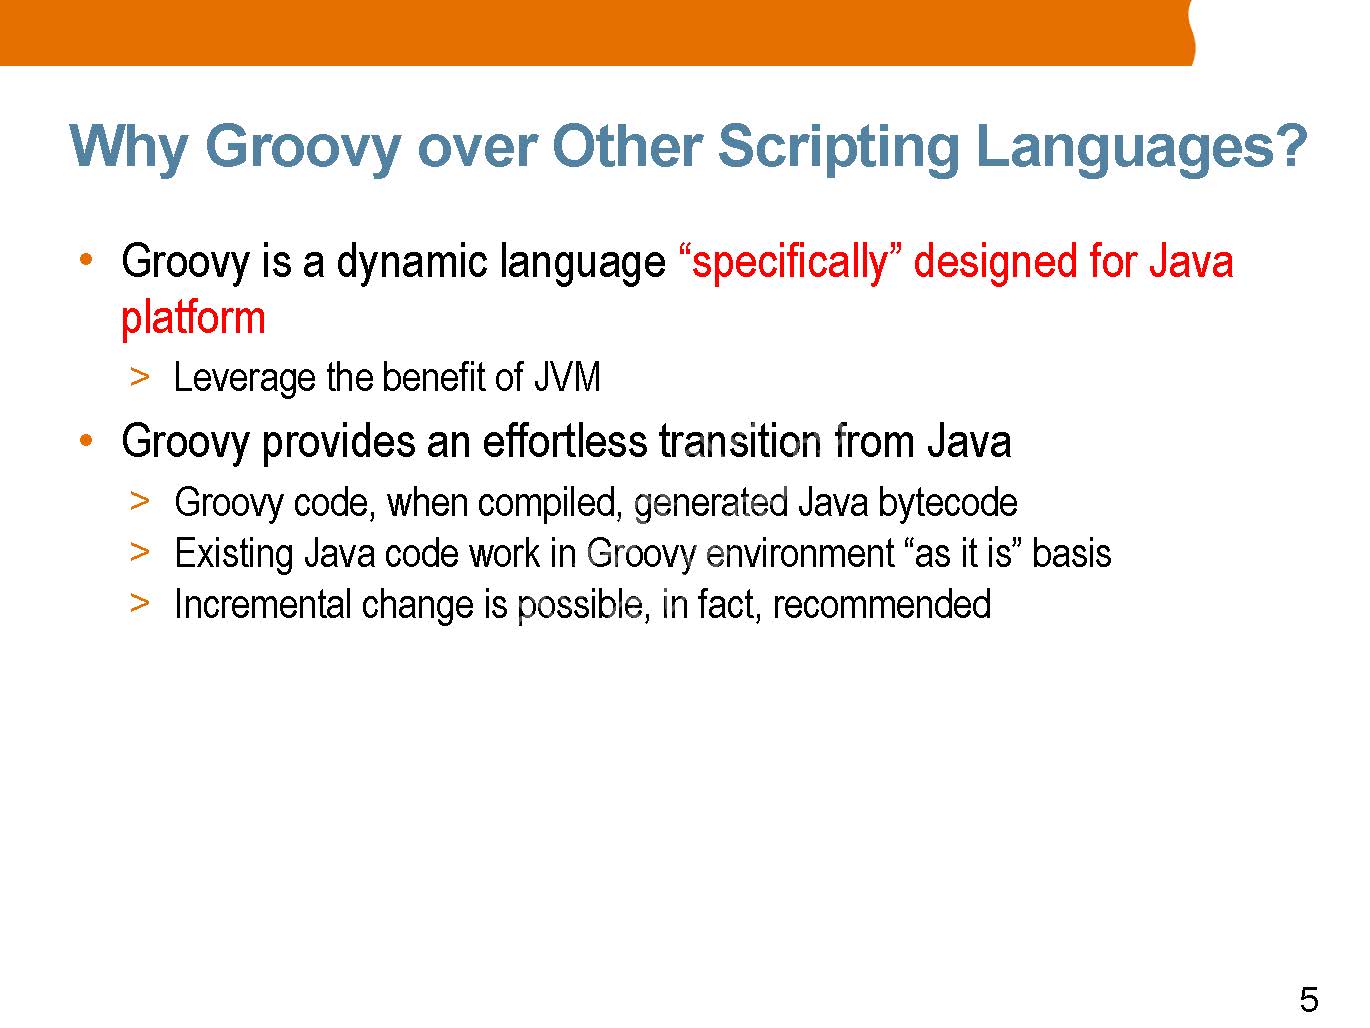 Why Groovy over Other Scripting Languages?
• Groovy is a dynamic language “specifically” designed for Java
platform
> Leverage the benefit of JVM
• Groovy provides an effortless transition from Java
> Groovy code, when compiled, generated Java bytecode
> Existing Java code work in Groovy environment “as it is” basis
> Incremental change is possible, in fact, recommended
5